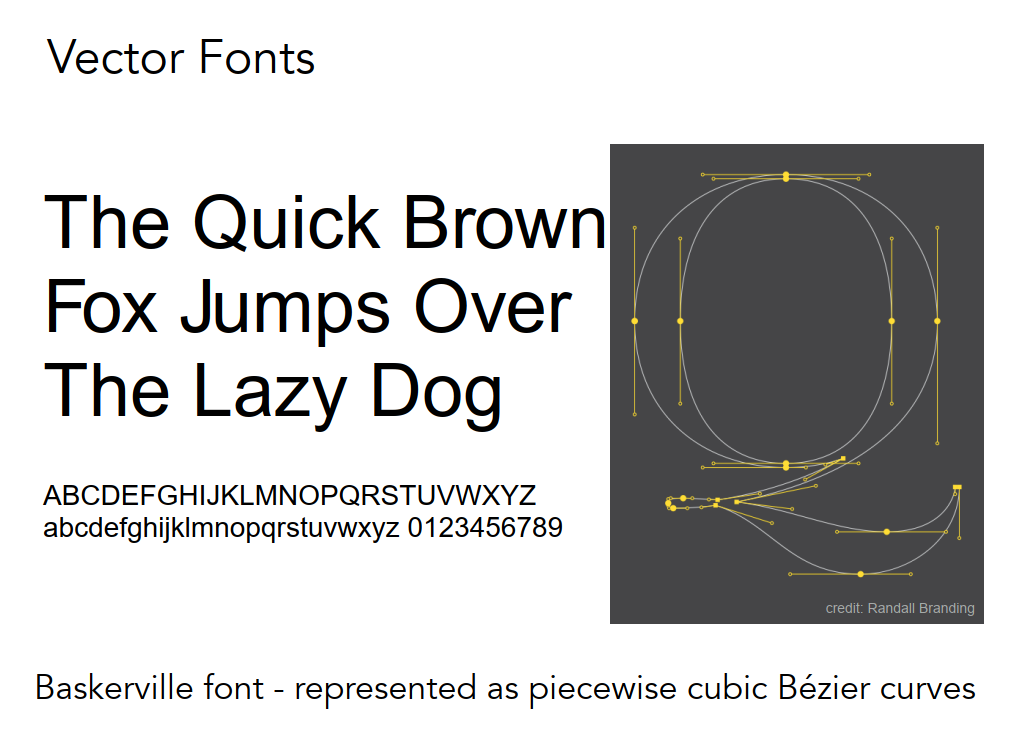 Vector Fonts
The Quick Brown
Fox Jumps Over
The Lazy Dog
ABCDEFGHIJKLMNOPQRSTUVWXYZ
abcdefghijklmnopqrstuvwxyz 0123456789
credit: Randall Branding
Baskerville font - represented as piecewise cubic Bézier curves